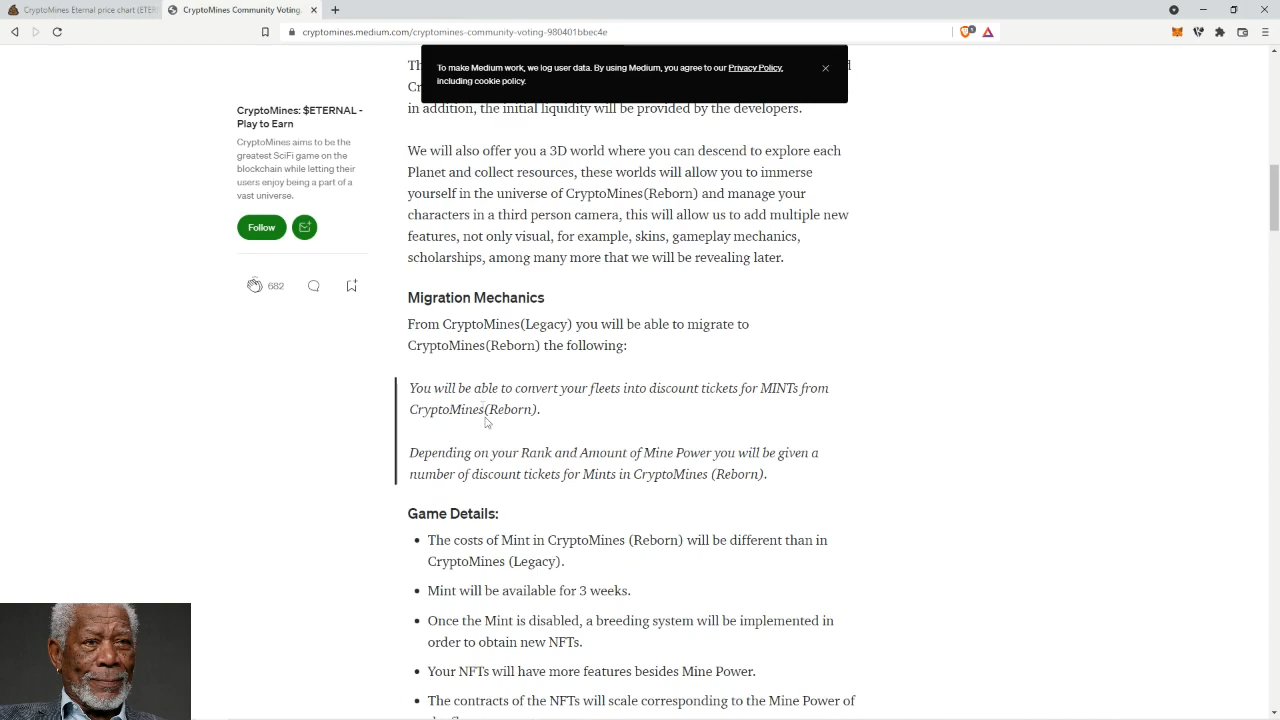 CryptoMines Eternal price chart (ETER
CryptoMines Community Voting.
cryptomines.medium.com/cryptomines-community-voting-980401bbec4e
To make Medium work, we log user data. By using Medium, you agree to our Privacy Policy,
including cookie policy.
in addition, the initial liquidity will be provided by the developers.
CryptoMines: $ETERNAL -
Play to Earn
CryptoMines aims to be the
greatest SciFi game on the
blockchain while letting their
users enjoy being a part of a
vast universe.
Follow
682
We will also offer you a 3D world where you can descend to explore each
Planet and collect resources, these worlds will allow you to immerse
yourself in the universe of CryptoMines(Reborn) and manage your
characters in a third person camera, this will allow us to add multiple new
features, not only visual, for example, skins, gameplay mechanics,
scholarships, among many more that we will be revealing later.
Migration Mechanics
From CryptoMines(Legacy) you will be able to migrate to
CryptoMines(Reborn) the following:
You will be able to convert your fleets into discount tickets for MINTs from
CryptoMines(Reborn).
Depending on your Rank and Amount of Mine Power you will be given a
number of discount tickets for Mints in CryptoMines (Reborn).
Game Details:
The costs of Mint in CryptoMines (Reborn) will be different than in
CryptoMines (Legacy).
Mint will be available for 3 weeks.
Once the Mint is disabled, a breeding system will be implemented in
order to obtain new NFTs.
Your NFTs will have more features besides Mine Power.
The contracts of the NFTs will scale corresponding to the Mine Power of